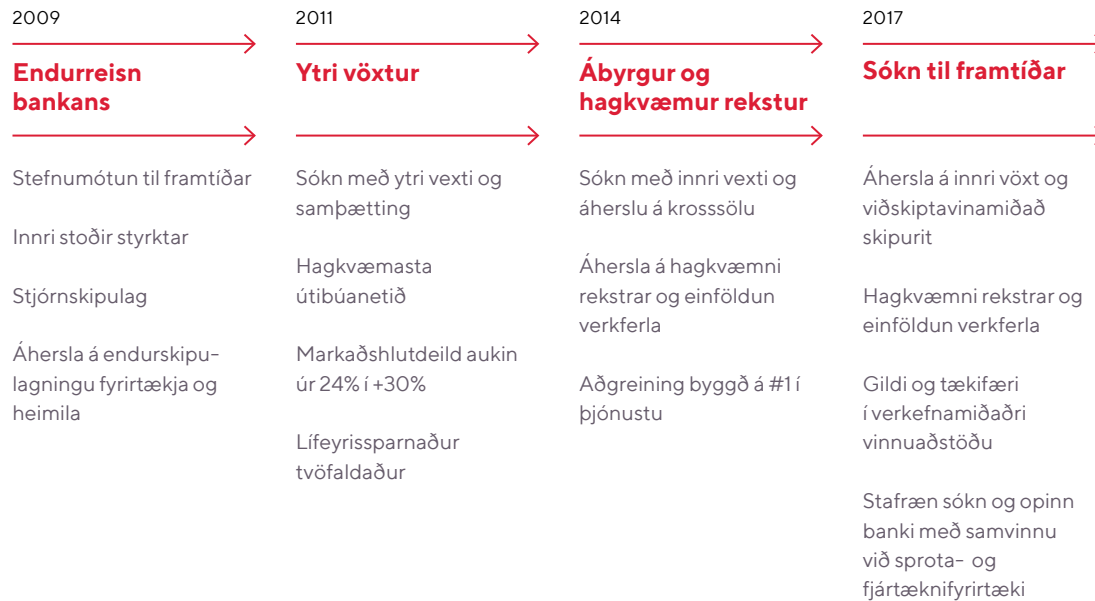 2009
Endurreisn
bankans
Stefnumótun til framtíðar
Innri stoðir styrktar
Stjórnskipulag
Áhersla á endurskipu-
lagningu fyrirtækja og
heimila
2011
Ytri vöxtur
Sókn með ytri vexti og
samþætting
Hagkvæmasta
útibúanetið
Markaðshlutdeild aukin
úr 24% í +30%
Lífeyrissparnaður
tvöfaldaður
2014
Ábyrgur og
hagkvæmur rekstur
Sókn með innri vexti og
áherslu á krosssölu
Áhersla á hagkvæmni
rekstrar og einföldun
verkferla
Aðgreining byggð á #1 í
þjónustu
2017
Sókn til framtíðar
Áhersla á innri vöxt og
viðskiptavinamiðað
skipurit
Hagkvæmni rekstrar og
einföldun verkferla
Gildi og tækifæri
í verkefnamiðaðri
vinnuaðstöðu
Stafræn sókn og opinn
banki með samvinnu
við sprota- og
fjártæknifyrirtæki